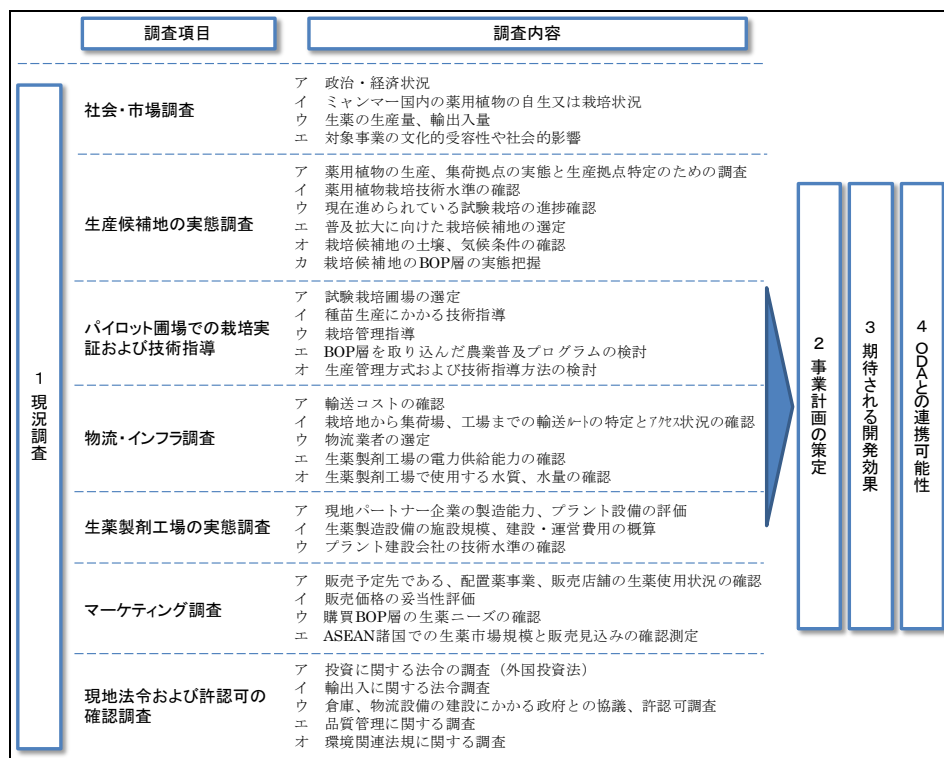 調査項目
調査内容
1 現況調査
社会・市場調査
ア 政治・経済状況
イ ミャンマー国内の薬用植物の自生又は栽培状況
ウ 生薬の生産量、輸出入量
エ 対象事業の文化的受容性や社会的影響
生産候補地の実態調査
ア 薬用植物の生産、集荷拠点の実態と生産拠点特定のための調査
イ 薬用植物栽培技術水準の確認
ウ 現在進められている試験栽培の進捗確認
エ 普及拡大に向けた栽培候補地の選定
オ 栽培候補地の土壌、気候条件の確認
カ 栽培候補地のBOP層の実態把握
パイロット圃場での栽培実
証および技術指導
ア 試験栽培圃場の選定
イ 種苗生産にかかる技術指導
ウ 栽培管理指導
エ BOP層を取り込んだ農業普及プログラムの検討
オ 生産管理方式および技術指導方法の検討
物流・インフラ調査
ア 輸送コストの確認
イ 栽培地から集荷場、工場までの輸送ﾙｰﾄの特定とｱｸｾｽ状況の確認
ウ 物流業者の選定
エ 生薬製剤工場の電力供給能力の確認
オ 生薬製剤工場で使用する水質、水量の確認
生薬製剤工場の実態調査
ア 現地パートナー企業の製造能力、プラント設備の評価
イ 生薬製造設備の施設規模、建設・運営費用の概算
ウ プラント建設会社の技術水準の確認
マーケティング調査
ア 販売予定先である、配置薬事業、販売店舗の生薬使用状況の確認
イ 販売価格の妥当性評価
ウ 購買BOP層の生薬ニーズの確認
エ ASEAN諸国での生薬市場規模と販売見込みの確認測定
現地法令および許認可の
確認調査
ア 投資に関する法令の調査（外国投資法）
イ 輸出入に関する法令調査
ウ 倉庫、物流設備の建設にかかる政府との協議、許認可調査
エ 品質管理に関する調査
オ 環境関連法規に関する調査
2 事業計画の策定
3 期待される開発効果
4 ODAとの連携可能性